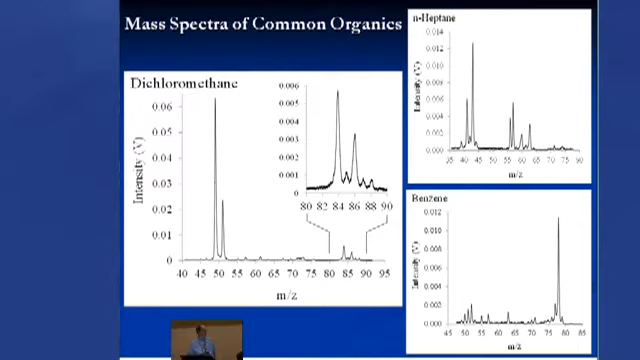 Mass Spectra of Common Organics
Dichloromethane
Intensity (V)
0.06
0.05
0.04
0.03
0.02
0.01
0
40 45 50 55 60 65 70 75 80 85 90 95
m/z
0.006
0.005
0.004
0.003
0.002
0.001
0
80 82 84 86 88 90
n-Heptane
Intensity (V)
0.014
0.012
0.010
0.008
0.006
0.004
0.002
0.000
35 40 45 50 55 60 65 70 75 80 90
m/z
Benzene
Intensity (V)
0.012
0.010
0.008
0.006
0.004
0.002
0.000
45 50 55 60 65 70 75 80 85
m/z